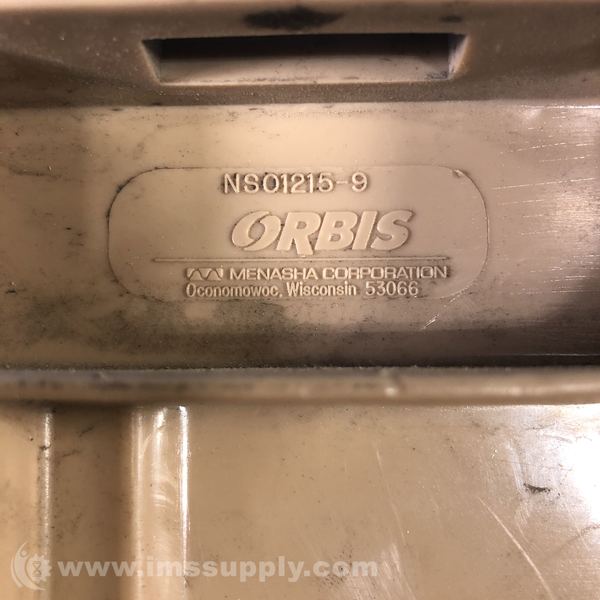 NSO1215-9
ORBIS
MENASHA CORPORATION
Oconomowoc, Wisconsin 53066
www.imssupply.com